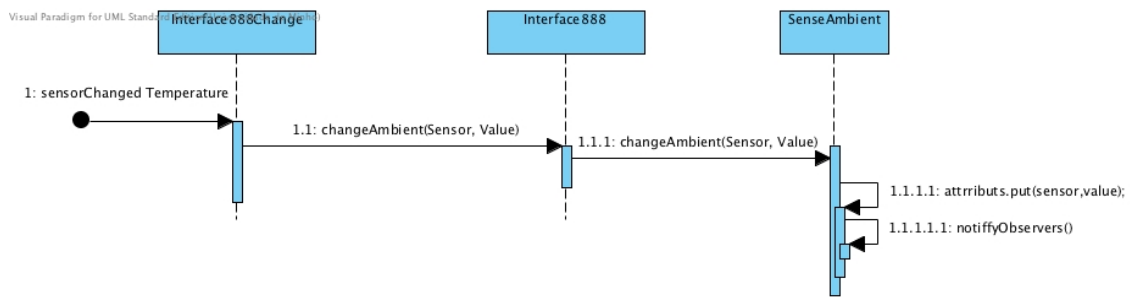 Visual Paradigm for UML Standard
Interface888Change
Interface888
SenseAmbient
1: sensorChanged Temperature
1.1: changeAmbient(Sensor, Value)
1.1.1: changeAmbient(Sensor, Value)
1.1.1.1: attrributs.put(sensor,value);
1.1.1.1.1: notiffyObservers()